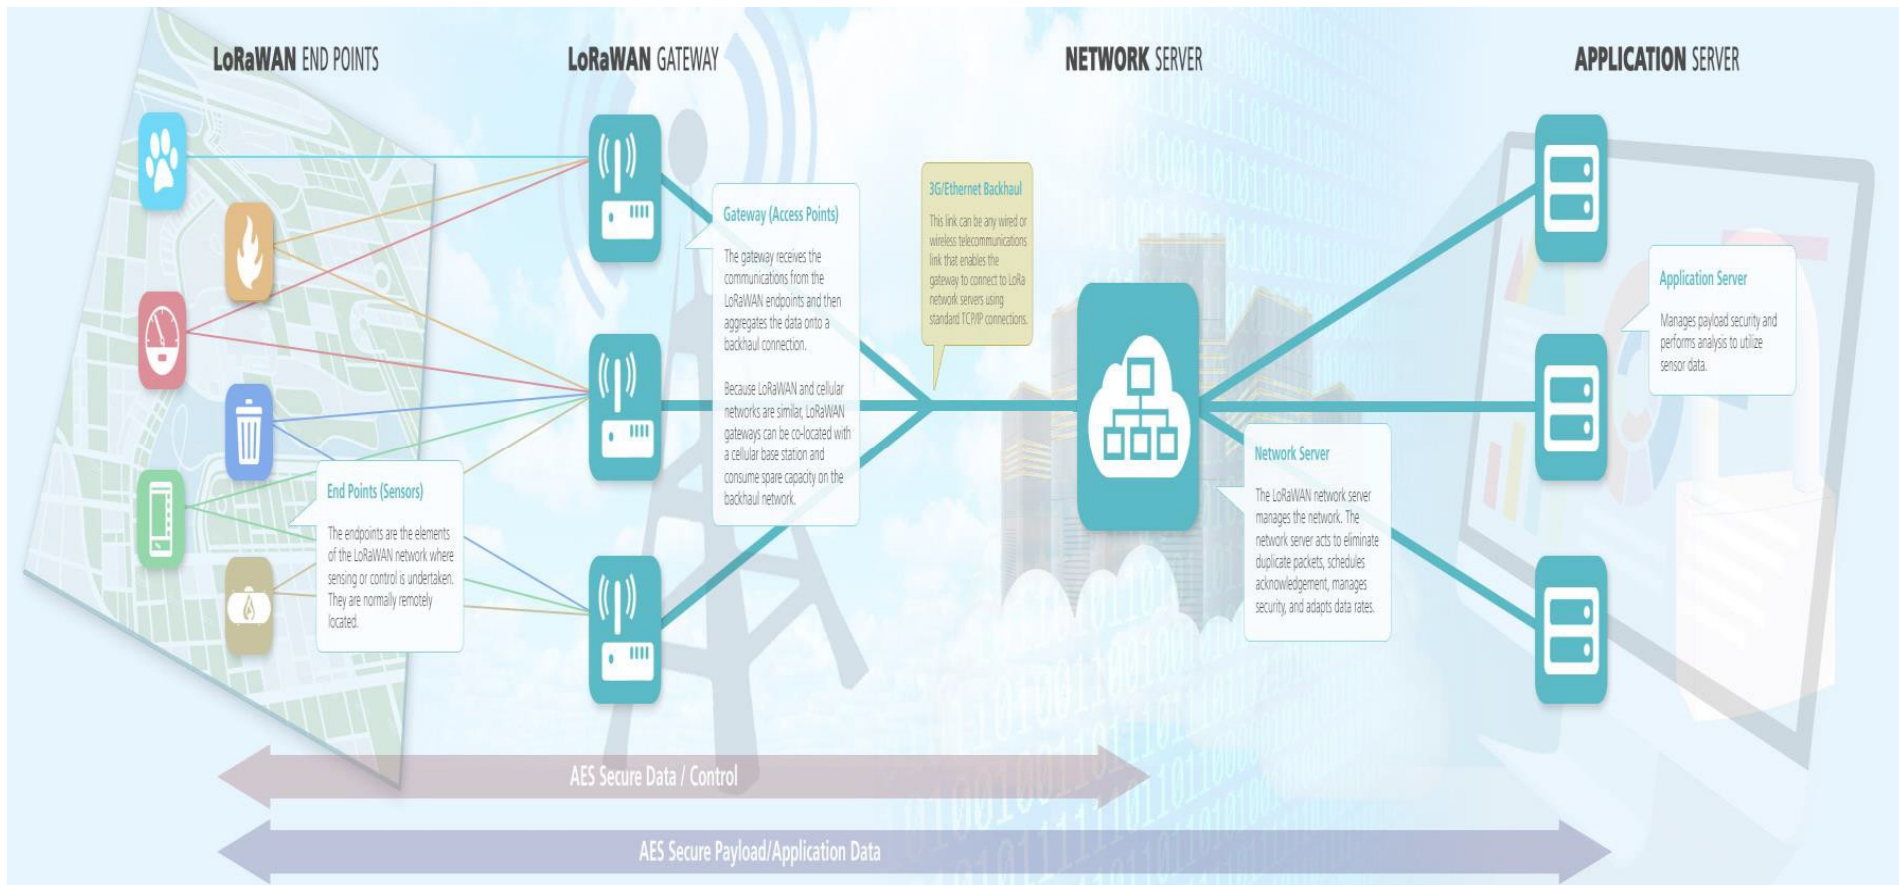 LoRaWAN END POINTS
LoRaWAN GATEWAY
NETWORK SERVER
APPLICATION SERVER
End Points (Sensors)
The endpoints are the elements
of the LoRaWAN network where
sensing or control is undertaken.
They are normally remotely
located.
Gateway (Access Points)
The gateway receives the
communications from the
LoRaWAN endpoints and then
aggregates the data onto a
backhaul connection.
Because LoRaWAN and cellular
networks are similar, LoRaWAN
gateways can be co-located with
a cellular base station and
consume spare capacity on the
backhaul network.
3G/Ethernet Backhaul
This link can be any wired or
wireless telecommunications
link that enables the
gateway to connect to LoRa
network servers using
standard TCP/IP connections.
Network Server
The LoRaWAN network server
manages the network. The
network server acts to eliminate
duplicate packets, schedules
acknowledgement, manages
security, and adapts data rates.
Application Server
Manages payload security and
performs analysis to utilize
sensor data.
AES Secure Data / Control
AES Secure Payload/Application Data